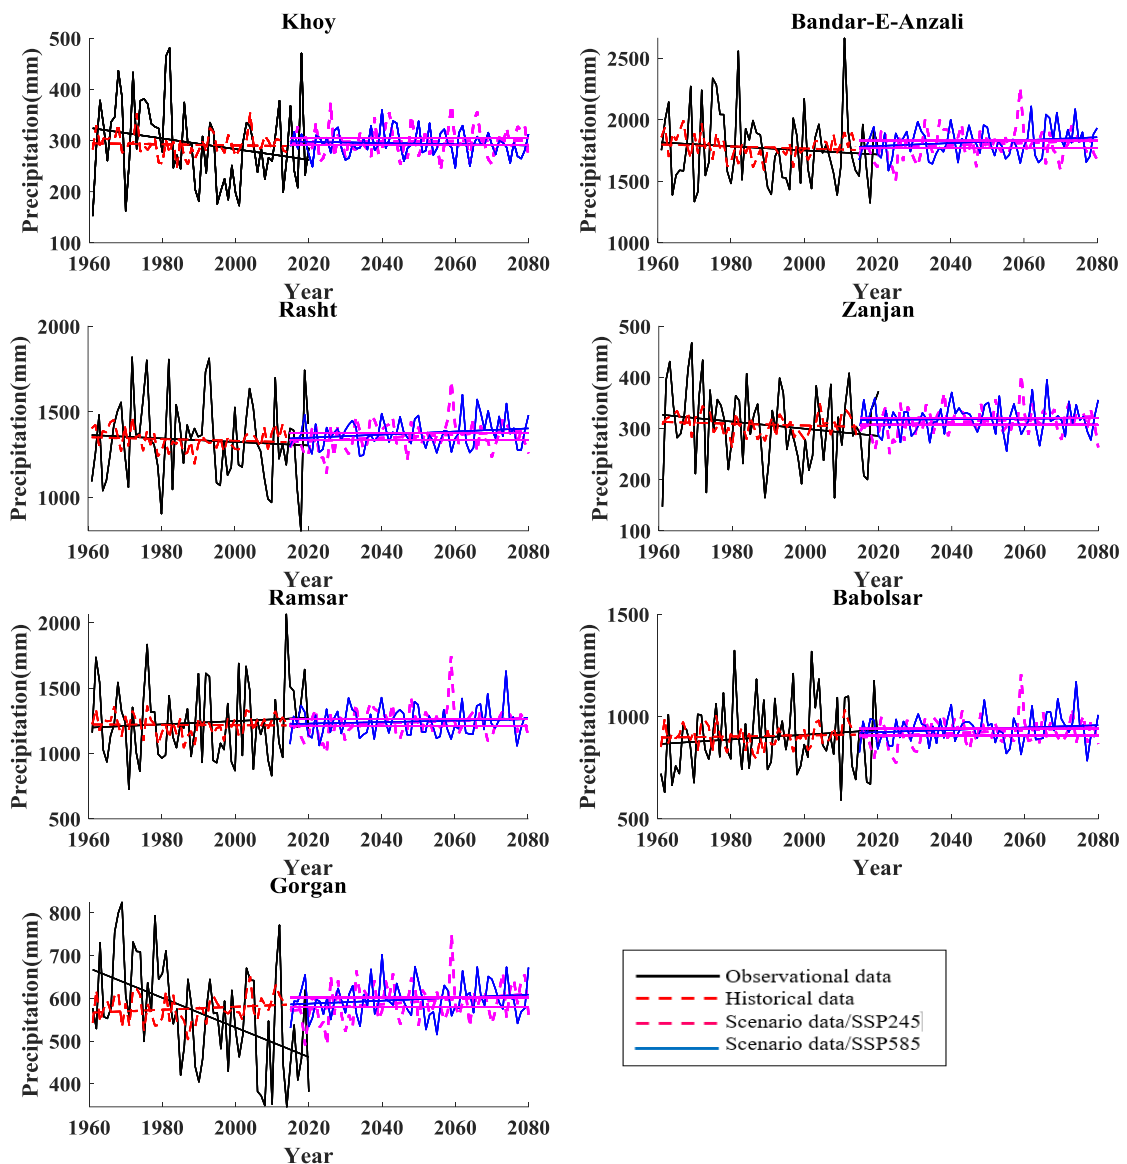 Khoy
Precipitation(mm)
500
400
300
200
100
1960 1980 2000 2020 2040 2060 2080
Year
Bandar-E-Anzali
Precipitation(mm)
2500
2000
1500
1000
1960 1980 2000 2020 2040 2060 2080
Year
Rasht
Precipitation(mm)
2000
1500
1000
1960 1980 2000 2020 2040 2060 2080
Year
Zanjan
Precipitation(mm)
500
400
300
200
100
1960 1980 2000 2020 2040 2060 2080
Year
Ramsar
Precipitation(mm)
2000
1500
1000
500
1960 1980 2000 2020 2040 2060 2080
Year
Babolsar
Precipitation(mm)
1500
1000
500
1960 1980 2000 2020 2040 2060 2080
Year
Gorgan
Precipitation(mm)
800
700
600
500
400
1960 1980 2000 2020 2040 2060 2080
Year
Observational data
Historical data
Scenario data/SSP245
Scenario data/SSP585